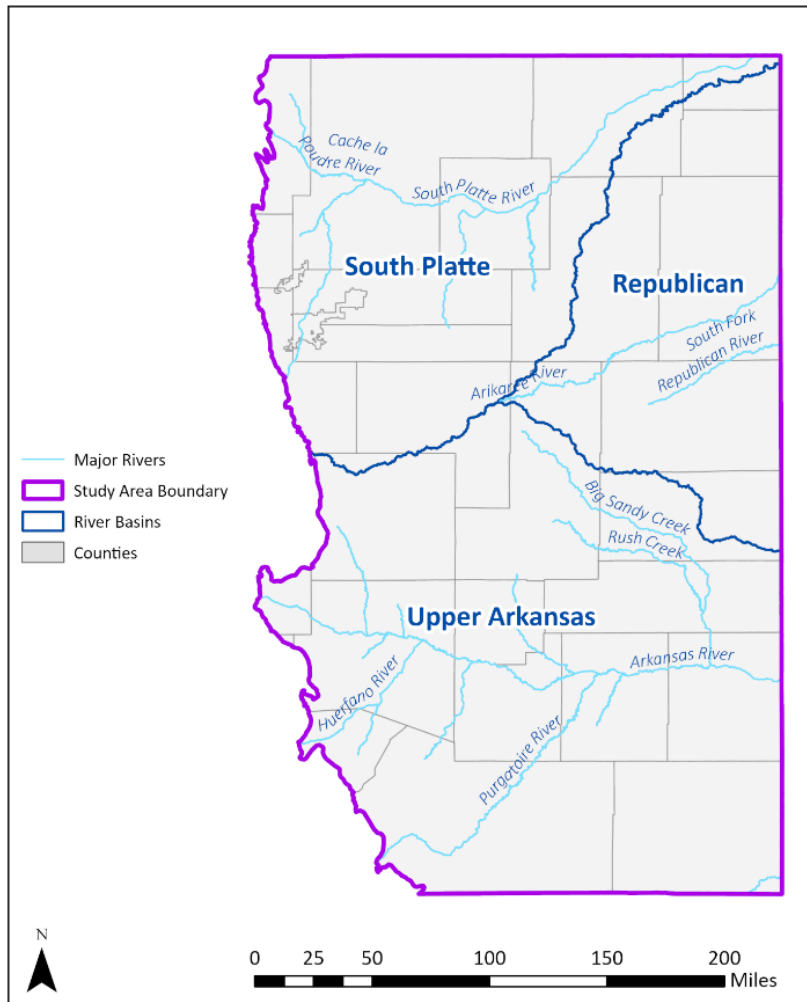 Cache la
Poudre River
South Platte River
South Platte
Republican
South Fork
Republican River
Arikaree River
Major Rivers
Study Area Boundary
River Basins
Counties
Big Sandy Creek
Rush Creek
Upper Arkansas
Arkansas River
Huerfano River
Purgatoire River
N
0 25 50 100 150 200
Miles